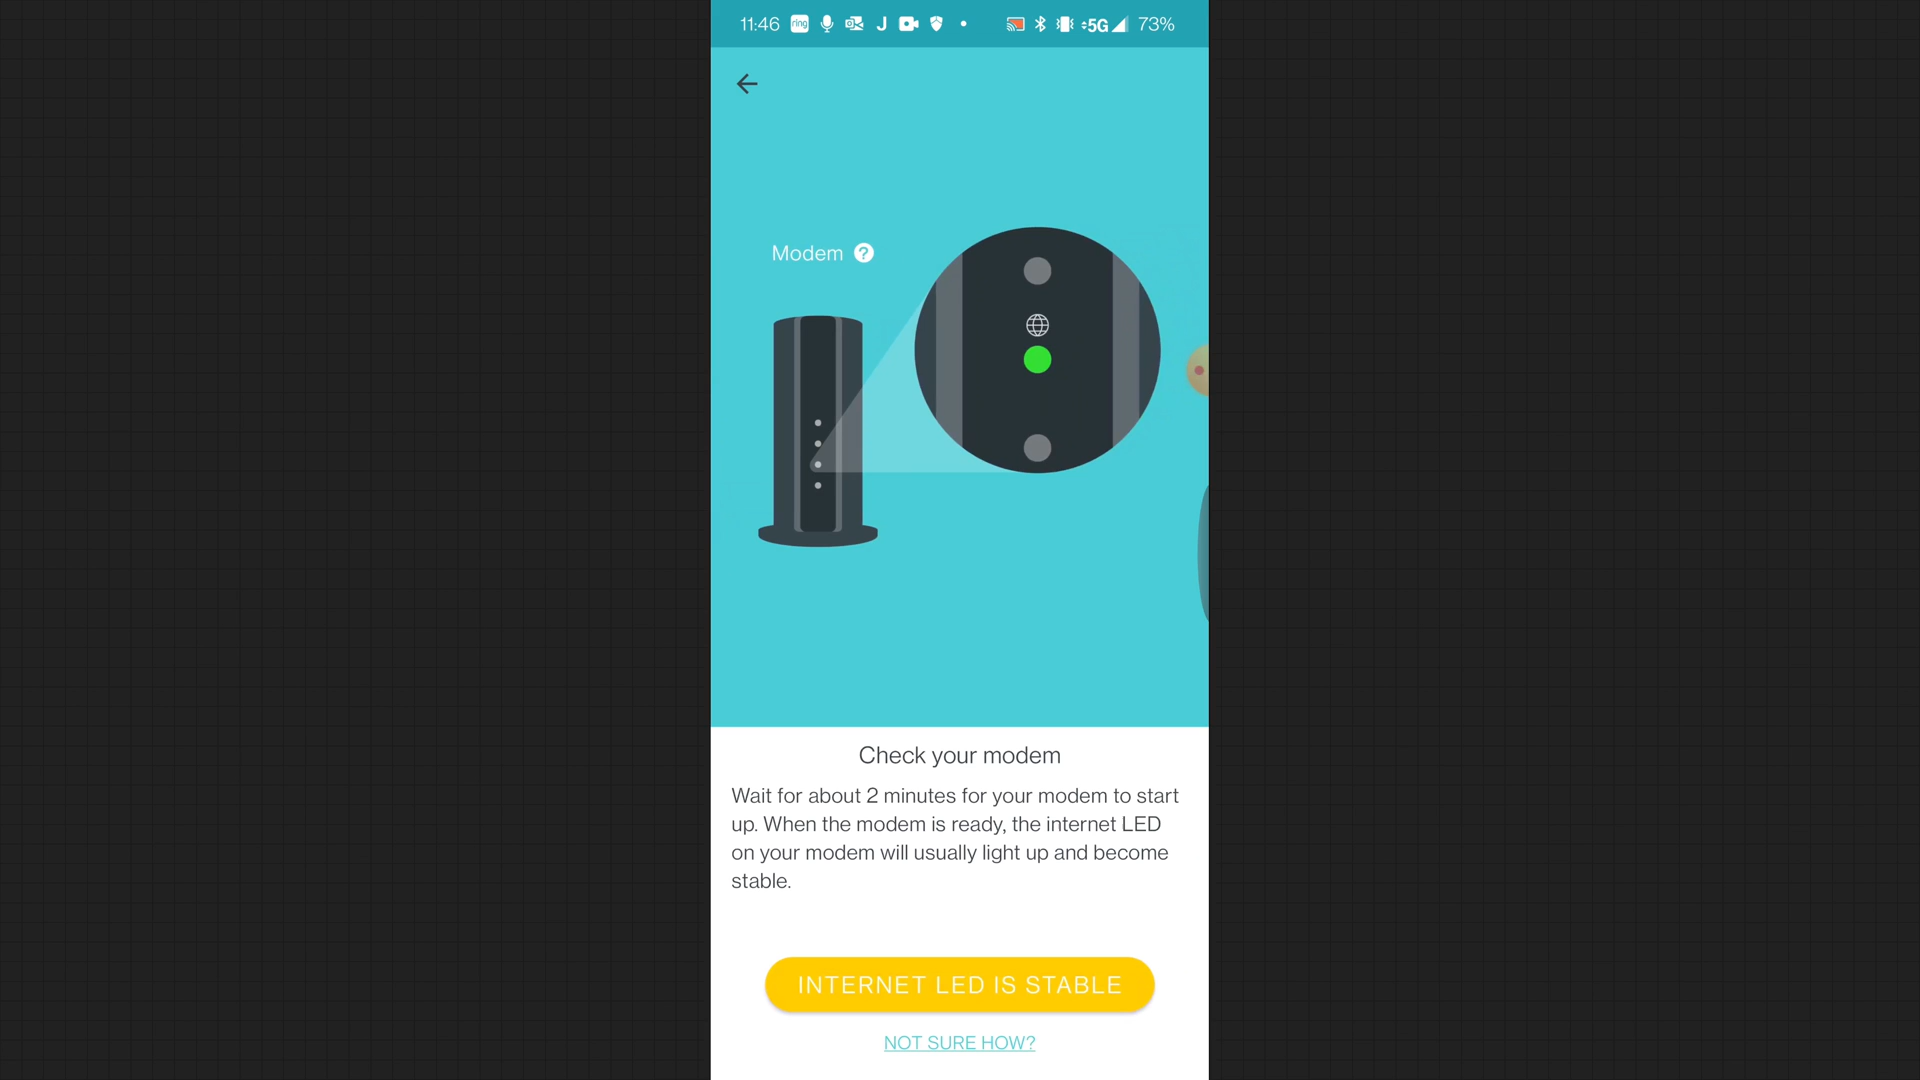 11:46 ring J 5G 73%
Modem ?
Check your modem
Wait for about 2 minutes for your modem to start
up. When the modem is ready, the internet LED
on your modem will usually light up and become
stable.
INTERNET LED IS STABLE
NOT SURE HOW?